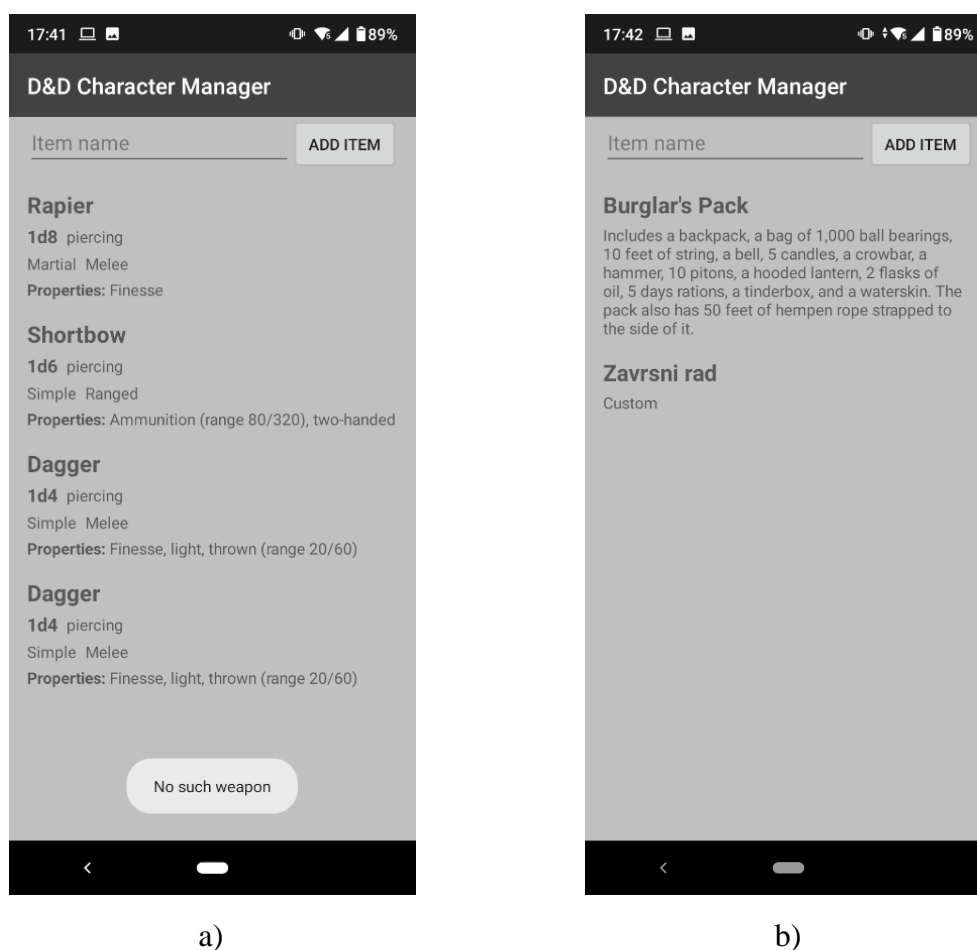 17:41
89%
D&D Character Manager
Item name
ADD ITEM
Rapier
1d8 piercing
Martial Melee
Properties: Finesse
Shortbow
1d6 piercing
Simple Ranged
Properties: Ammunition (range 80/320), two-handed
Dagger
1d4 piercing
Simple Melee
Properties: Finesse, light, thrown (range 20/60)
Dagger
1d4 piercing
Simple Melee
Properties: Finesse, light, thrown (range 20/60)
No such weapon
a)
17:42
89%
D&D Character Manager
Item name
ADD ITEM
Burglar's Pack
Includes a backpack, a bag of 1,000 ball bearings,
10 feet of string, a bell, 5 candles, a crowbar, a
hammer, 10 pitons, a hooded lantern, 2 flasks of
oil, 5 days rations, a tinderbox, and a waterskin. The
pack also has 50 feet of hempen rope strapped to
the side of it.
Zavrsni rad
Custom
b)